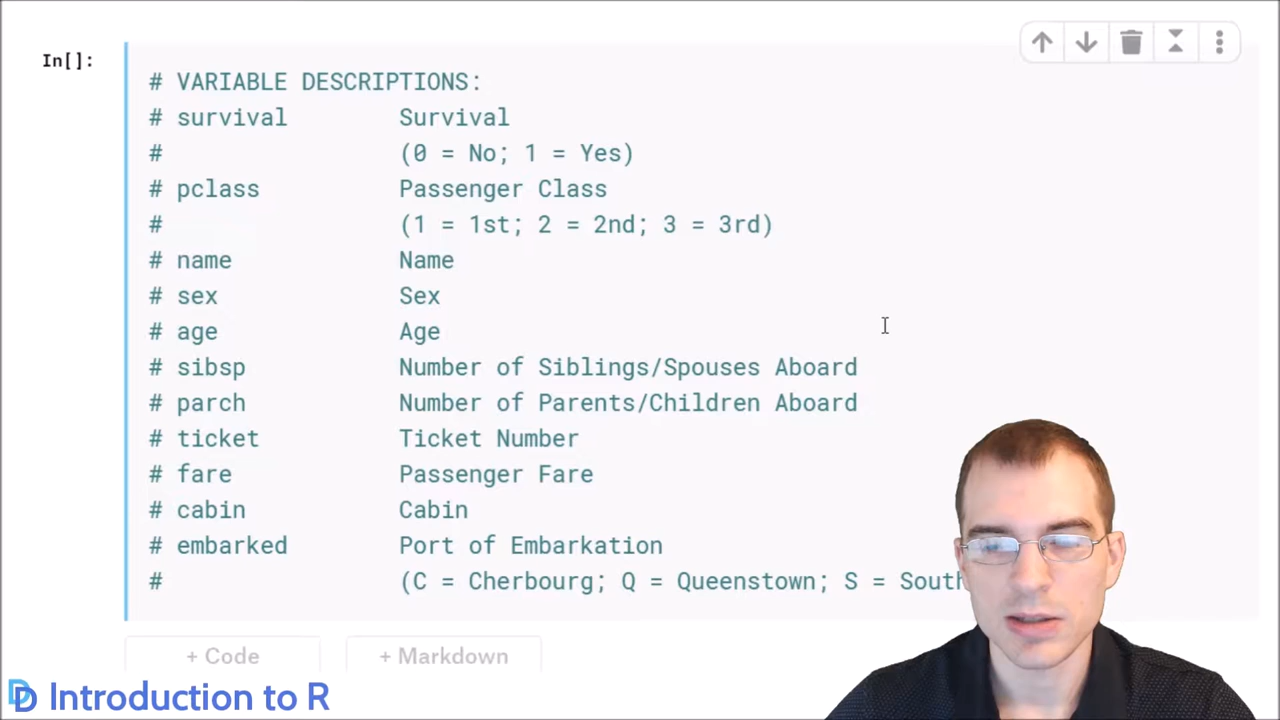 In[]:
# VARIABLE DESCRIPTIONS:
# survival Survival
# (0 = No; 1 = Yes)
# pclass Passenger Class
# (1 = 1st; 2 = 2nd; 3 = 3rd)
# name Name
# sex Sex
# age Age
# sibsp Number of Siblings/Spouses Aboard
# parch Number of Parents/Children Aboard
# ticket Ticket Number
# fare Passenger Fare
# cabin Cabin
# embarked Port of Embarkation
# (C = Cherbourg; Q = Queenstown; S = South
+ Code + Markdown
Introduction to R